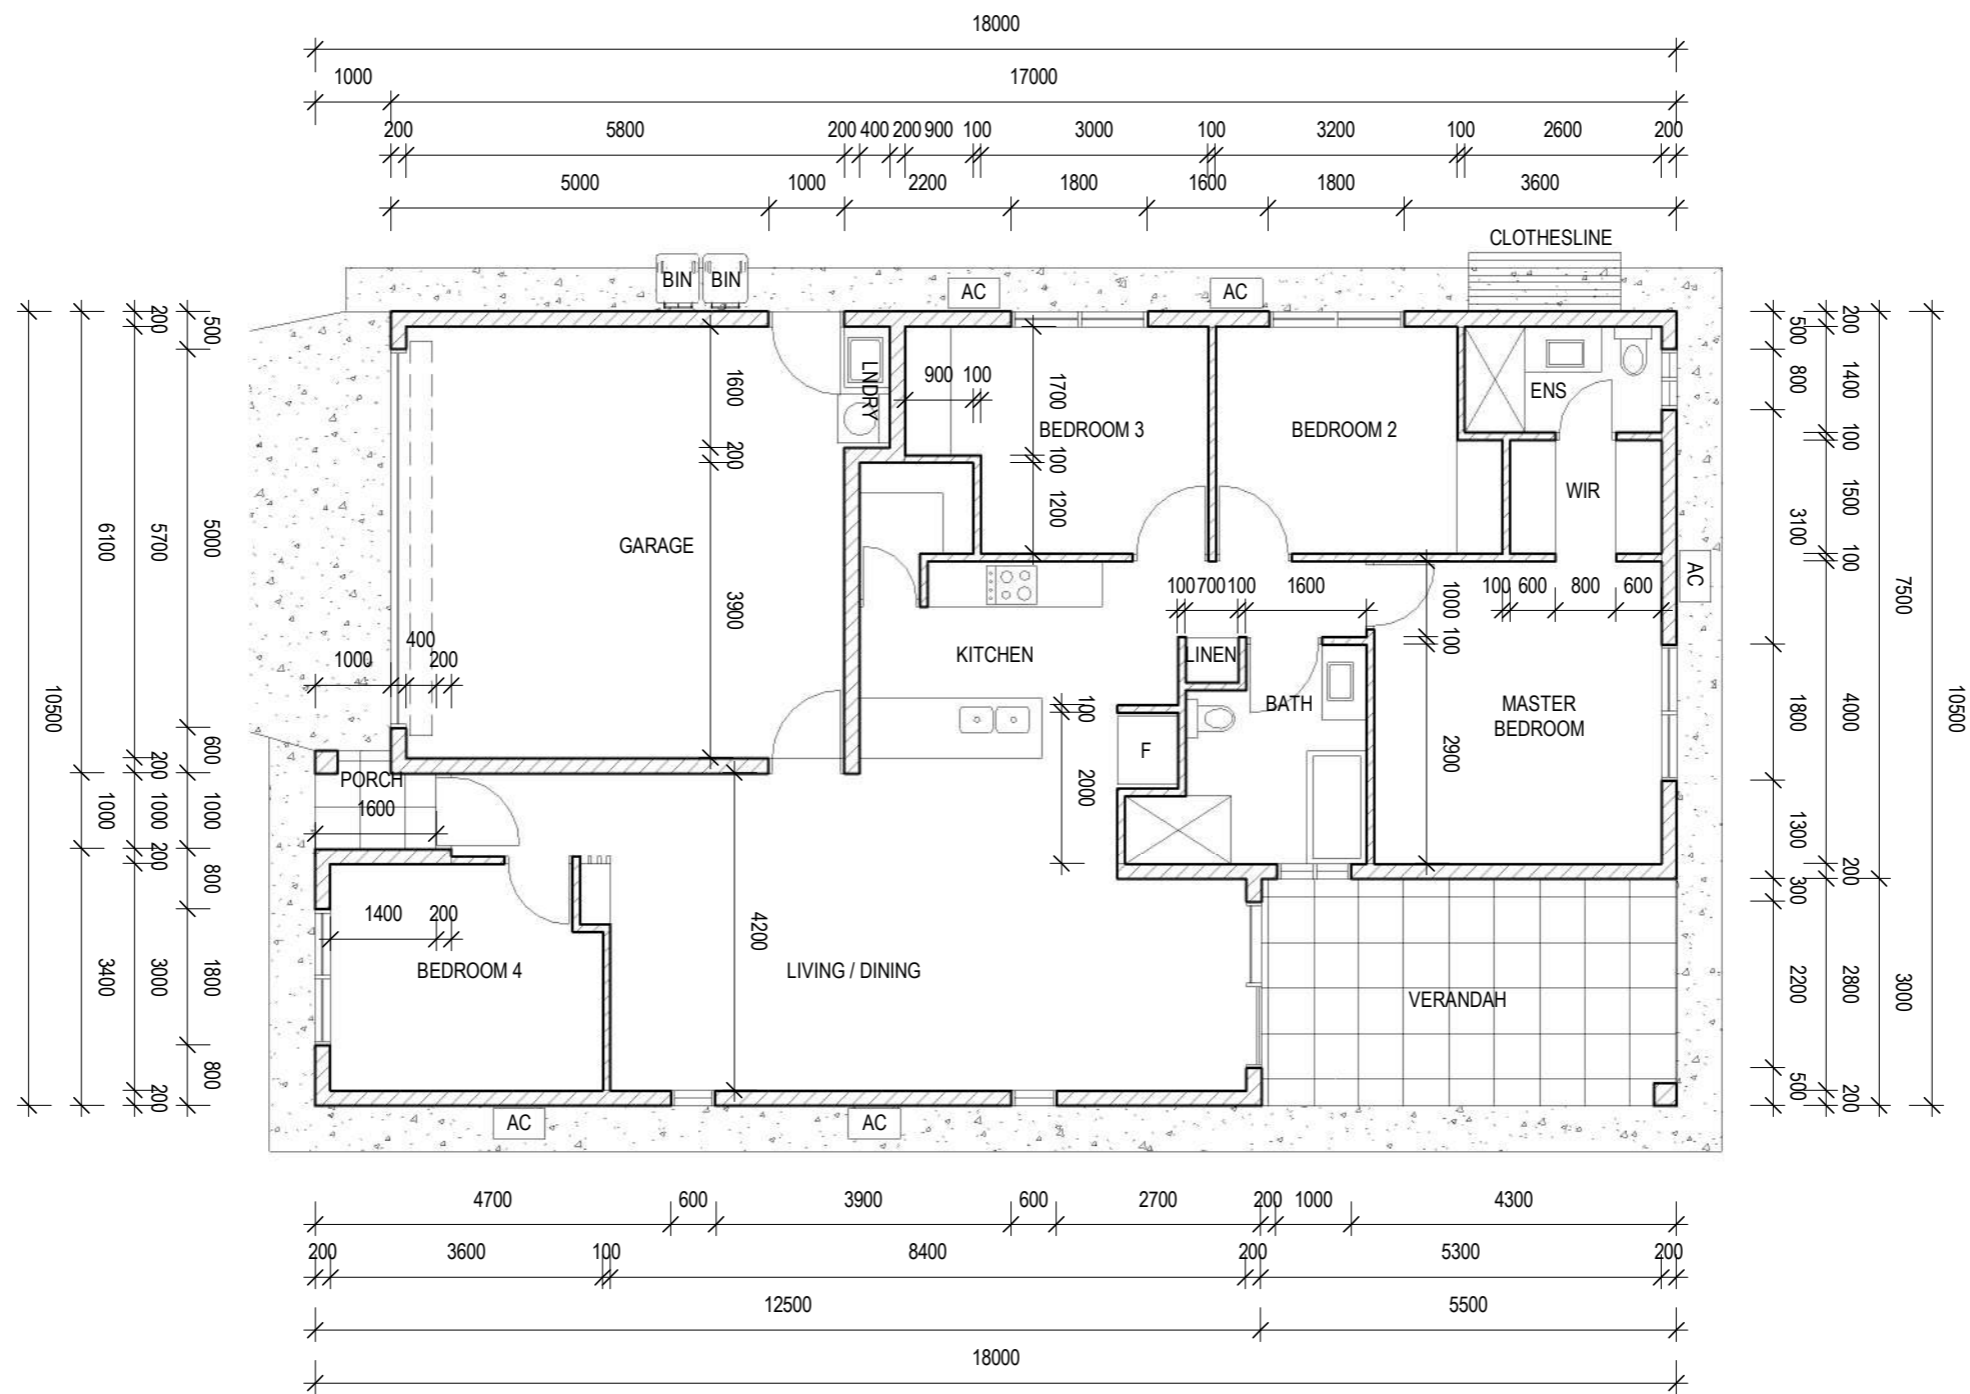 18000
1000 17000
200 5800 200 400 200 900 100 3000 100 3200 100 2600 200
5000 1000 2200 1800 1600 1800 3600
CLOTHESLINE
BIN BIN
AC AC
200 500
200 500
1600
LNDRY
900 100
1700
BEDROOM 3
BEDROOM 2
ENS
800 1400
100
200
100
1200
WIR
1500
3100
100
10500 6100 5700 5000
GARAGE
3900
100 700 100 1600
1000
100
100 600 800 600
AC
7500
10500
400
1000 200
KITCHEN
LINEN
BATH
MASTER
BEDROOM
1800 4000
100
F
2000
2900
600
200
PORCH
1600
1000 1000 1000
200
800
1300
200
300
1400 200
BEDROOM 4
4200
LIVING / DINING
VERANDAH
3400 3000 1800
2200 2800 3000
800
200
500
200
AC AC
4700 600 3900 600 2700 200 1000 4300
200 3600 100 8400 200 5300 200
12500 5500
18000